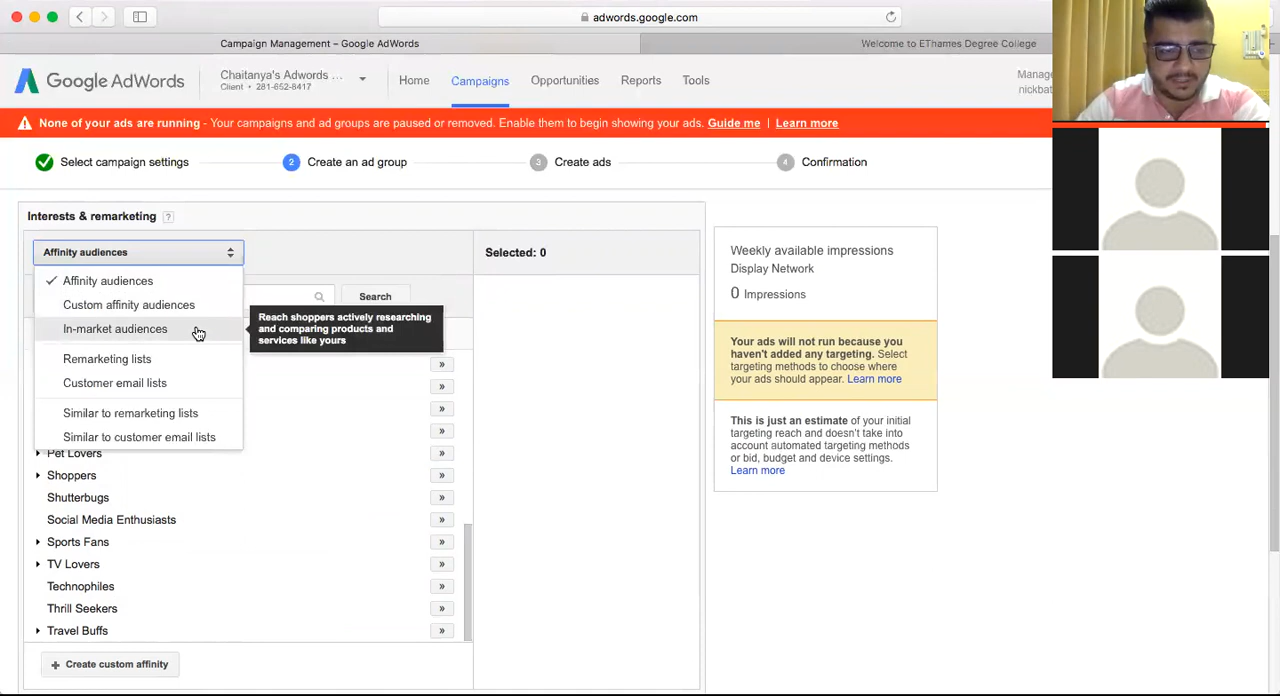 adwords.google.com
Campaign Management – Google AdWords
Welcome to EThames Degree College
Google AdWords
Chaitanya's Adwords ...
Client • 281-652-8417
Home
Campaigns
Opportunities
Reports
Tools
None of your ads are running - Your campaigns and ad groups are paused or removed. Enable them to begin showing your ads. Guide me | Learn more
Select campaign settings
2 Create an ad group
3 Create ads
4 Confirmation
Interests & remarketing ?
Affinity audiences
Selected: 0
Affinity audiences
Custom affinity audiences
In-market audiences
Remarketing lists
Customer email lists
Similar to remarketing lists
Similar to customer email lists
Search
Reach shoppers actively researching
and comparing products and
services like yours
Pet Lovers
Shoppers
Shutterbugs
Social Media Enthusiasts
Sports Fans
TV Lovers
Technophiles
Thrill Seekers
Travel Buffs
+ Create custom affinity
Weekly available impressions
Display Network
0 Impressions
Your ads will not run because you
haven't added any targeting. Select
targeting methods to choose where
your ads should appear. Learn more
This is just an estimate of your initial
targeting reach and doesn't take into
account automated targeting methods
or bid, budget and device settings.
Learn more